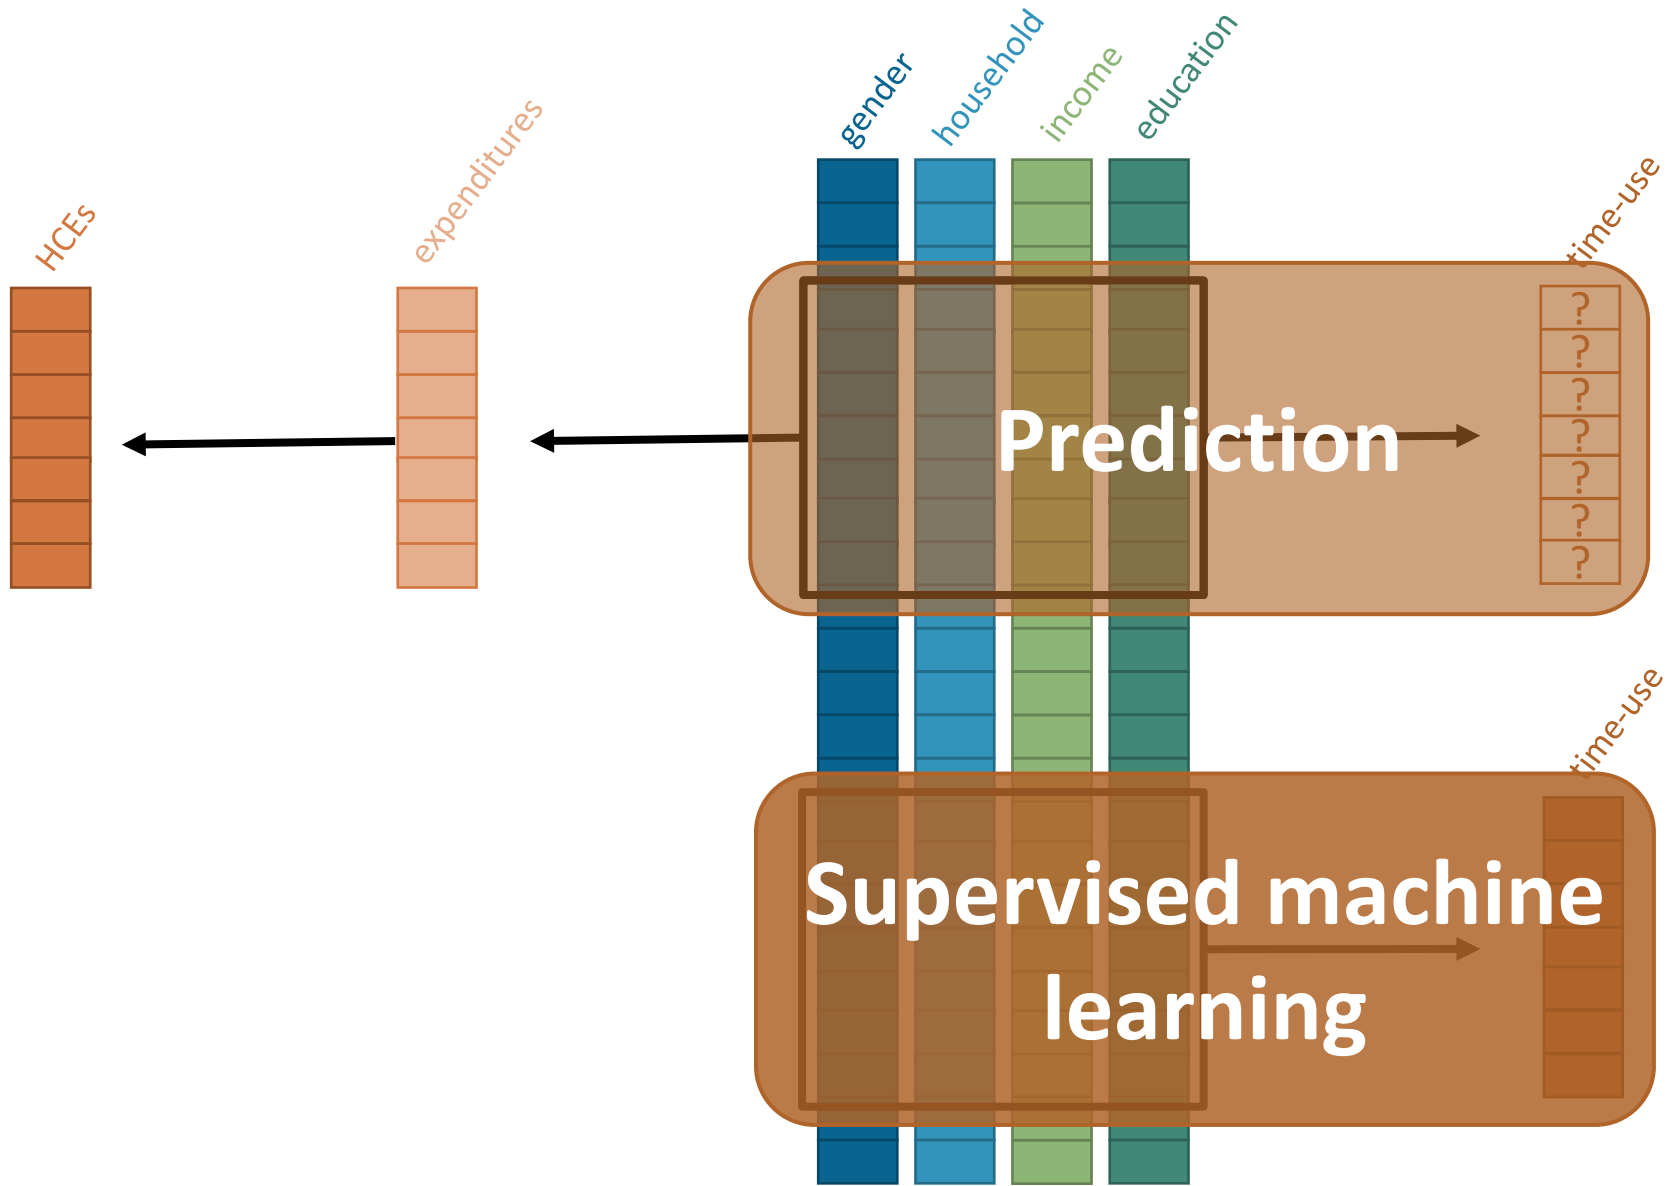 HCEs
expenditures
gender
household
income
education
time-use
?
?
?
?
?
?
?
Prediction
time-use
Supervised machine
learning